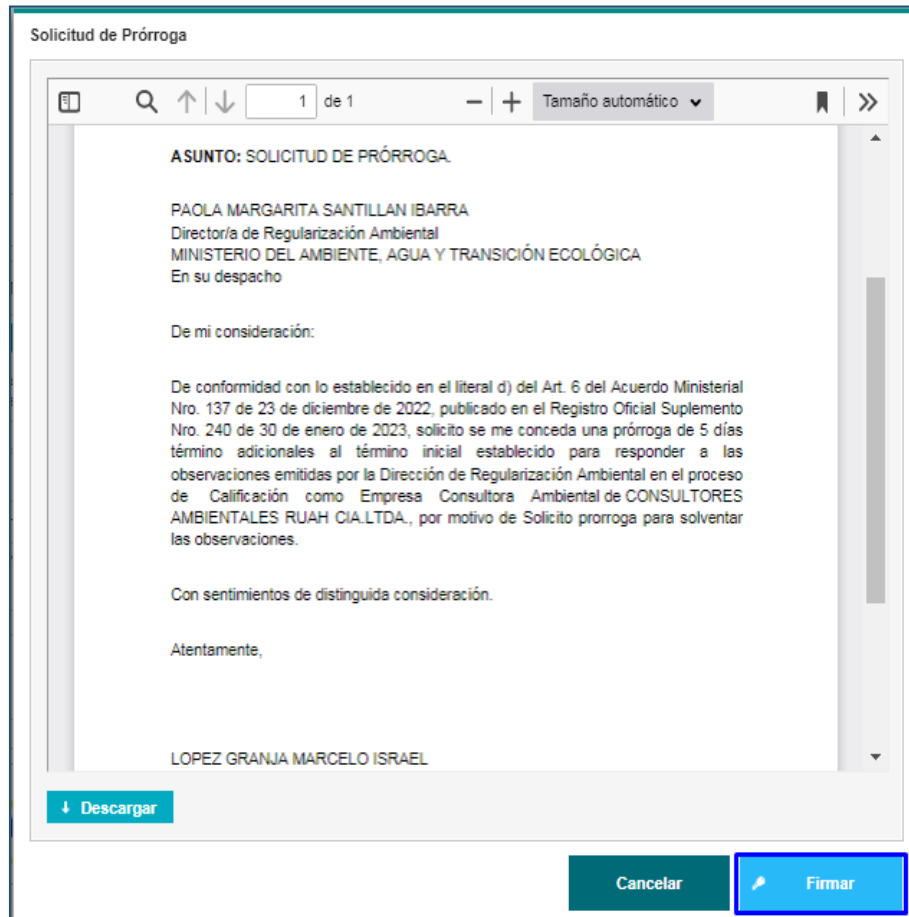 Solicitud de Prórroga
1 de 1
Tamaño automático
ASUNTO: SOLICITUD DE PRÓRROGA.
PAOLA MARGARITA SANTILLAN IBARRA
Director/a de Regularización Ambiental
MINISTERIO DEL AMBIENTE, AGUA Y TRANSICIÓN ECOLÓGICA
En su despacho
De mi consideración:
De conformidad con lo establecido en el literal d) del Art. 6 del Acuerdo Ministerial
Nro. 137 de 23 de diciembre de 2022, publicado en el Registro Oficial Suplemento
Nro. 240 de 30 de enero de 2023, solicito se me conceda una prórroga de 5 días
término adicionales al término inicial establecido para responder a las
observaciones emitidas por la Dirección de Regularización Ambiental en el proceso
de Calificación como Empresa Consultora Ambiental de CONSULTORES
AMBIENTALES RUAH CIA.LTDA., por motivo de Solicito prorroga para solventar
las observaciones.
Con sentimientos de distinguida consideración.
Atentamente,
LOPEZ GRANJA MARCELO ISRAEL
Descargar
Cancelar
Firmar